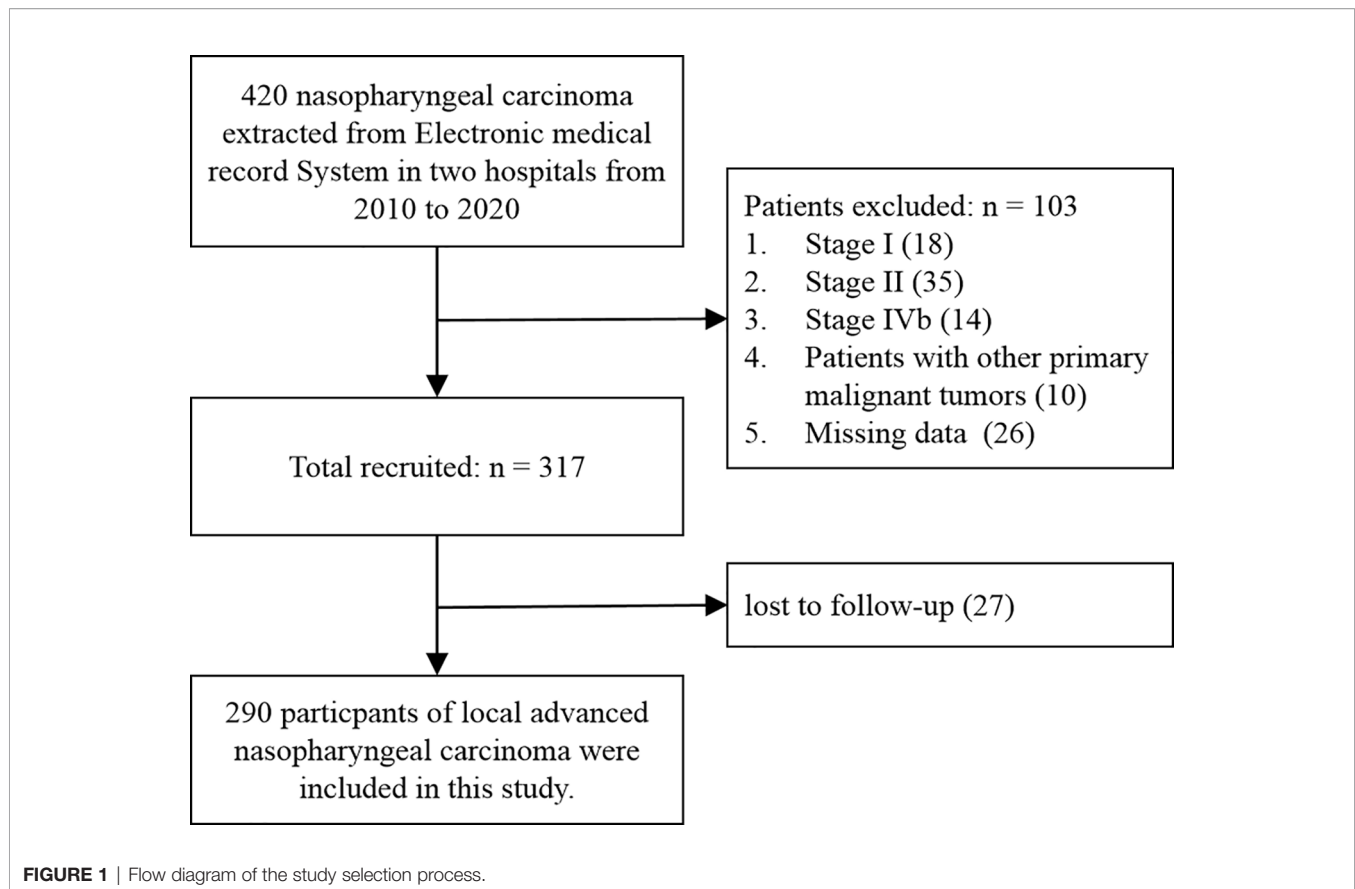 420 nasopharyngeal carcinoma
extracted from Electronic medical
record System in two hospitals from
2010 to 2020
Patients excluded: n = 103
1. Stage I (18)
2. Stage II (35)
3. Stage IVb (14)
4. Patients with other primary
malignant tumors (10)
5. Missing data (26)
Total recruited: n = 317
lost to follow-up (27)
290 particpants of local advanced
nasopharyngeal carcinoma were
included in this study.
FIGURE 1 | Flow diagram of the study selection process.